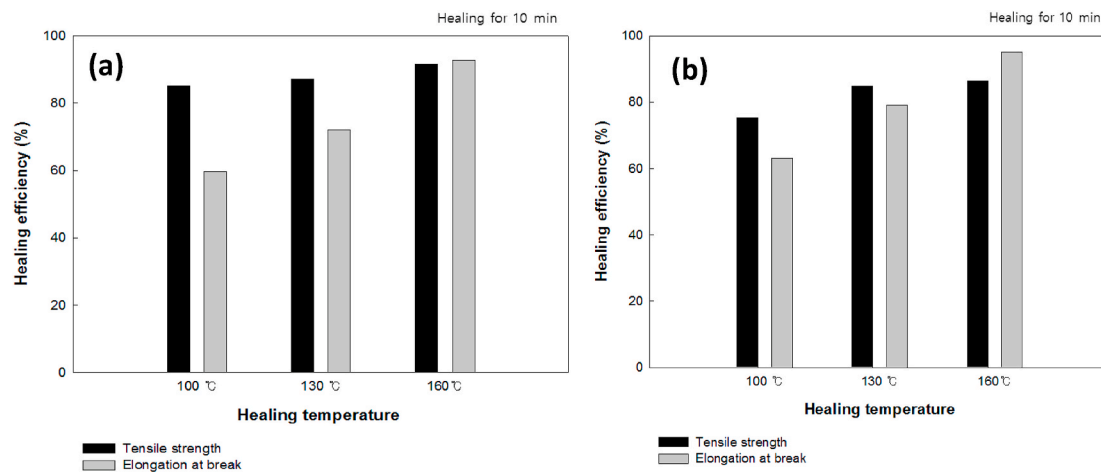 Healing for 10 min
(a)
Healing efficiency (%)
100
80
60
40
20
0
100 ℃
130 ℃
160℃
Healing temperature
Tensile strength
Elongation at break
Healing for 10 min
(b)
Healing efficiency (%)
100
80
60
40
20
0
100 ℃
130 ℃
160℃
Healing temperature
Tensile strength
Elongation at break